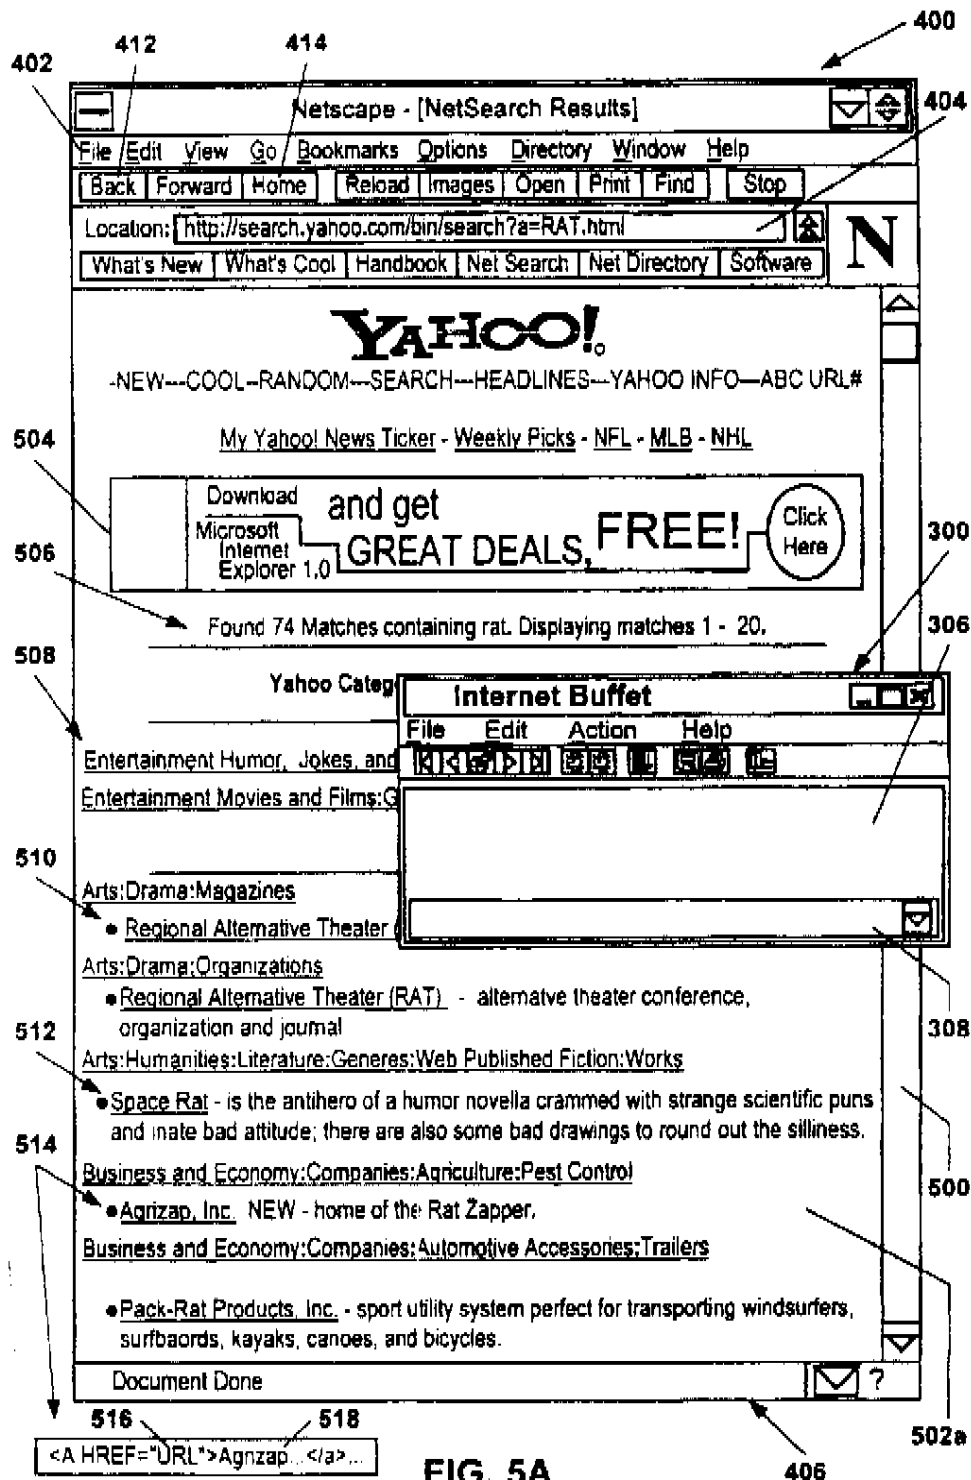 400
412
414
402
Netscape - [NetSearch Results]
404
File Edit View Go Bookmarks Options Directory Window Help
Back Forward Home Reload Images Open Print Find Stop
Location: http://search.yahoo.com/bin/search?a=RAT.html
N
What's New What's Cool Handbook Net Search Net Directory Software
YAHOO!
-NEW---COOL--RANDOM---SEARCH---HEADLINES---YAHOO INFO---ABC URL#
504
My Yahoo! News Ticker - Weekly Picks - NFL - MLB - NHL
Download
Microsoft
Internet
Explorer 1.0
and get
GREAT DEALS, FREE!
Click
Here
506
300
Found 74 Matches containing rat. Displaying matches 1 - 20.
306
508
Yahoo Categ
Internet Buffet
File Edit Action Help
Entertainment Humor, Jokes, and
Entertainment Movies and Films:G
510
Arts:Drama:Magazines
• Regional Alternative Theater (
Arts:Drama:Organizations
• Regional Alternative Theater (RAT) - alternatve theater conference,
organization and journal
308
512
Arts:Humanities:Literature:Generes:Web Published Fiction:Works
• Space Rat - is the antihero of a humor novella crammed with strange scientific puns
and inate bad attitude; there are also some bad drawings to round out the silliness.
514
Business and Economy:Companies:Agriculture:Pest Control
500
• Agrizap, Inc. NEW - home of the Rat Zapper.
Business and Economy:Companies:Automotive Accessories;Trailers
• Pack-Rat Products, Inc. - sport utility system perfect for transporting windsurfers,
surfbaords, kayaks, canoes, and bicycles.
Document Done
?
516
518
502a
<A HREF="URL">Agrizap...</a>...
FIG. 5A
406